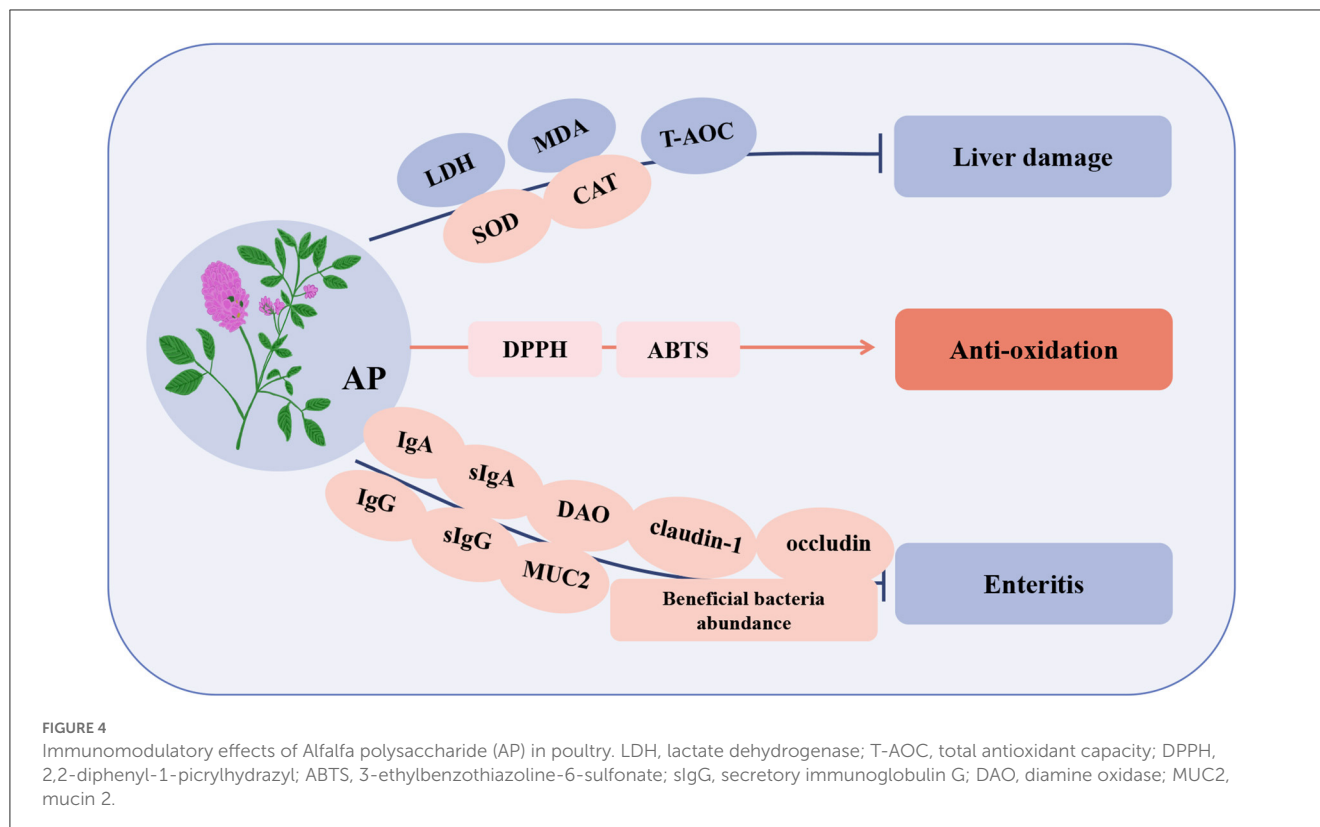 LDH
MDA
T-AOC
SOD
CAT
Liver damage
AP
DPPH
ABTS
Anti-oxidation
IgA
sIgA
DAO
claudin-1
occludin
IgG
sIgG
MUC2
Beneficial bacteria
abundance
Enteritis
FIGURE 4
Immunomodulatory effects of Alfalfa polysaccharide (AP) in poultry. LDH, lactate dehydrogenase; T-AOC, total antioxidant capacity; DPPH,
2,2-diphenyl-1-picrylhydrazyl; ABTS, 3-ethylbenzothiazoline-6-sulfonate; sIgG, secretory immunoglobulin G; DAO, diamine oxidase; MUC2,
mucin 2.